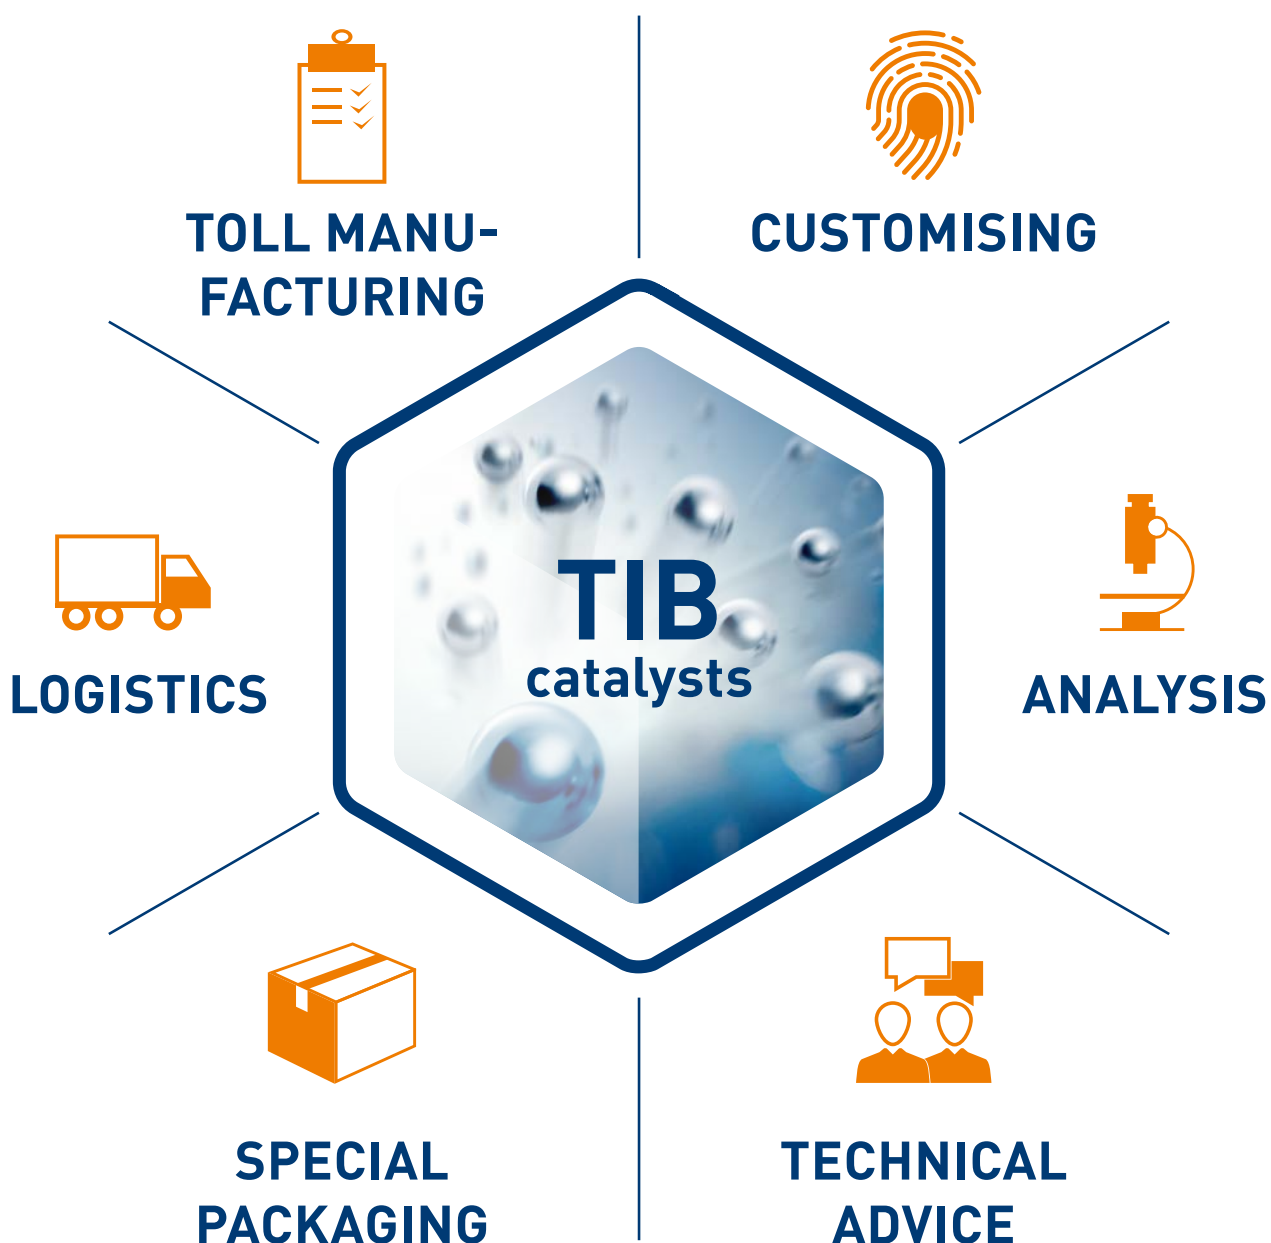 TOLL MANU-
FACTURING
CUSTOMISING
LOGISTICS
TIB
catalysts
ANALYSIS
SPECIAL
PACKAGING
TECHNICAL
ADVICE